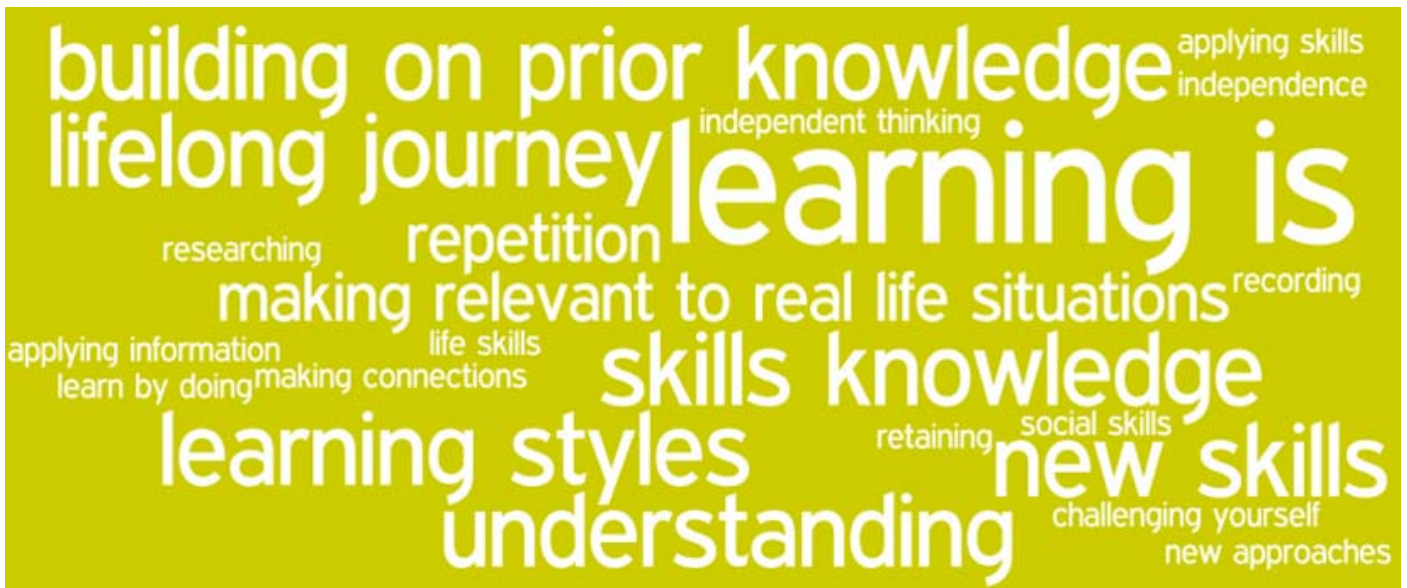 building on prior knowledge
applying skills
independence
lifelong journey
independent thinking
learning is
repetition
researching
making relevant to real life situations
recording
applying information
life skills
learn by doing
making connections
skills knowledge
learning styles
retaining
social skills
new skills
understanding
challenging yourself
new approaches